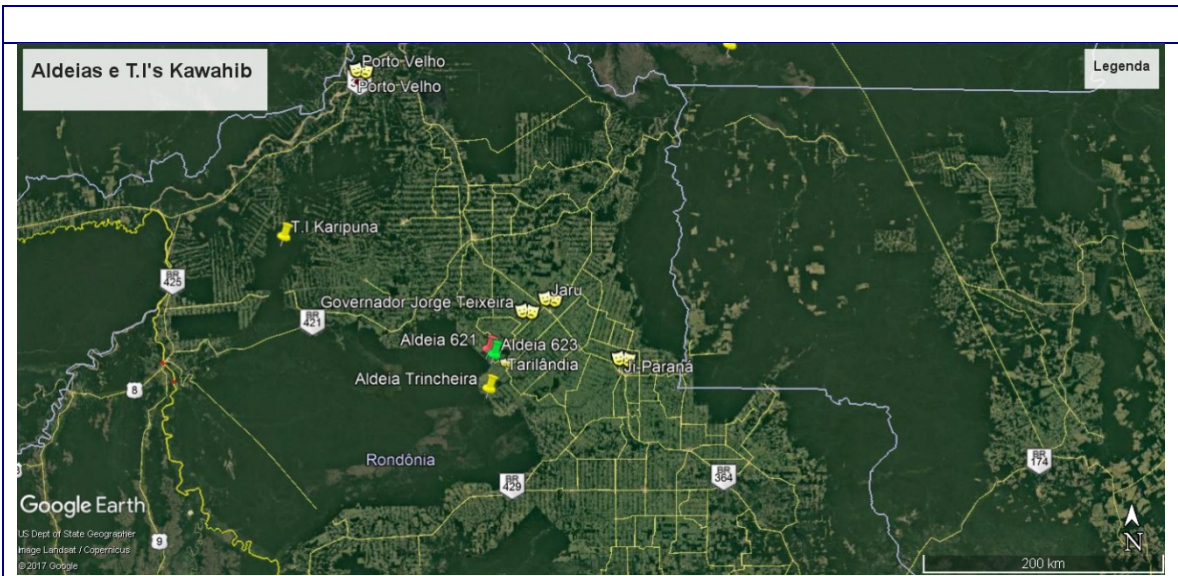 Aldeias e T.I's Kawahib
Legenda
Porto Velho
Porto Velho
T.I Karipuna
BR
425
Jaru
Governador Jorge Teixeira
BR
421
Aldeia 621
Aldeia 623
Tarilândia
Ji-Paraná
Aldeia Trincheira
8
Rondônia
BR
174
BR
364
BR
429
Google Earth
US Dept of State Geographer
Image Landsat / Copernicus
© 2017 Google
9
N
200 km